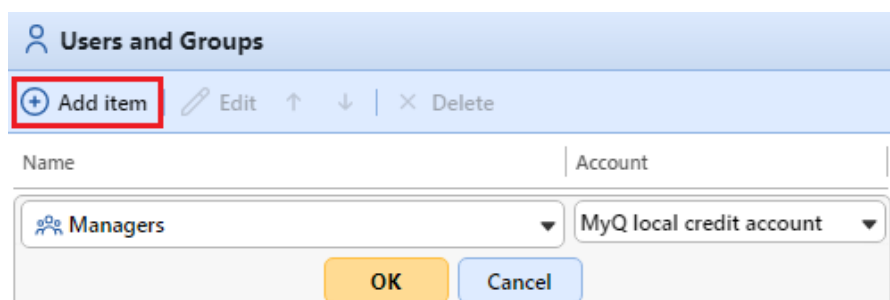 Users and Groups
Add item Edit Delete
Name Account
Managers MyQ local credit account
OK Cancel